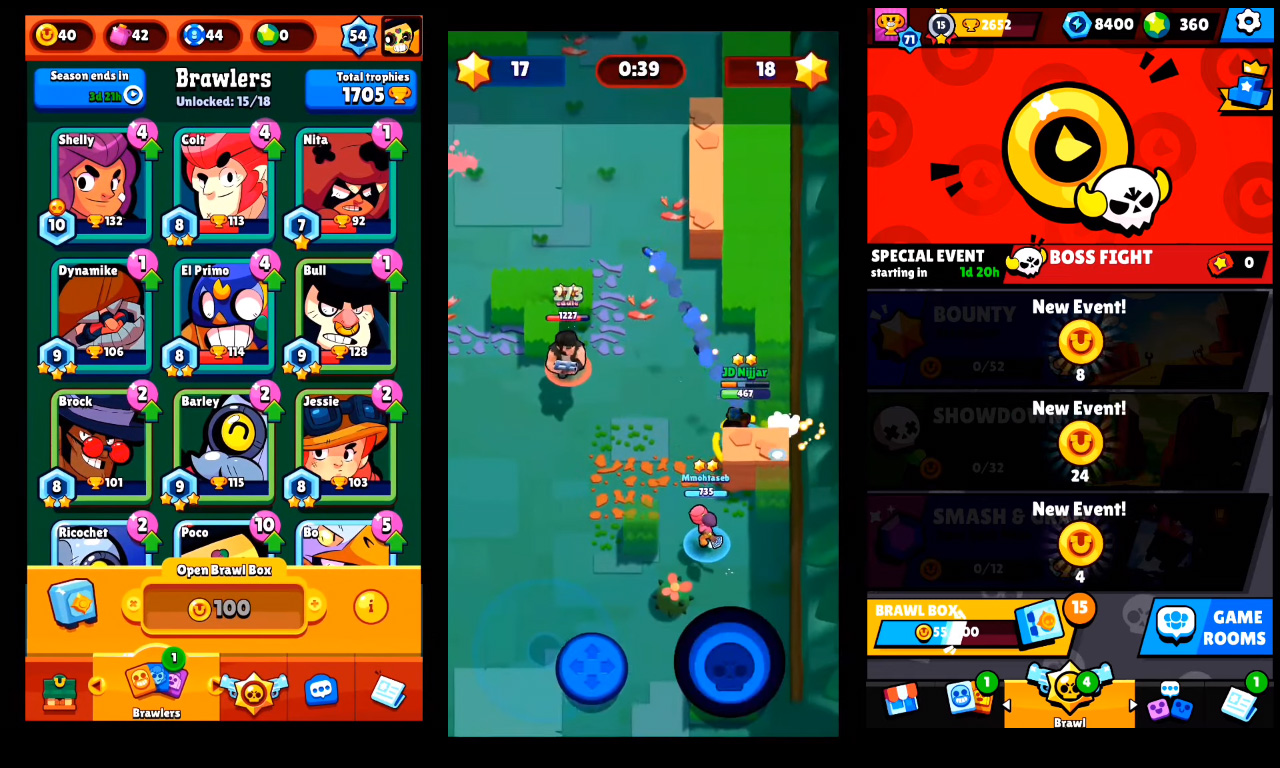 40
42
44
0
54
Season ends in
3d 21h
Brawlers
Unlocked: 15/18
Total trophies
1705
Shelly
4
10
132
Colt
4
8
113
Nita
1
7
92
Dynamike
1
9
106
El Primo
4
8
114
Bull
1
9
128
Brock
2
8
101
Barley
2
9
115
Jessie
2
8
103
Ricochet
2
Poco
10
Bo
5
Open Brawl Box
100
i
1
Brawlers
17
0:39
18
273
1227
JD Nijjar
467
Mmohtaseb
735
71
15
2652
8400
360
SPECIAL EVENT
starting in
1d 20h
BOSS FIGHT
0
BOUNTY
0/52
New Event!
8
SHOWDOWN
0/32
New Event!
24
SMASH & GRAB
0/12
New Event!
4
BRAWL BOX
15
GAME
ROOMS
1
4
1
Brawl